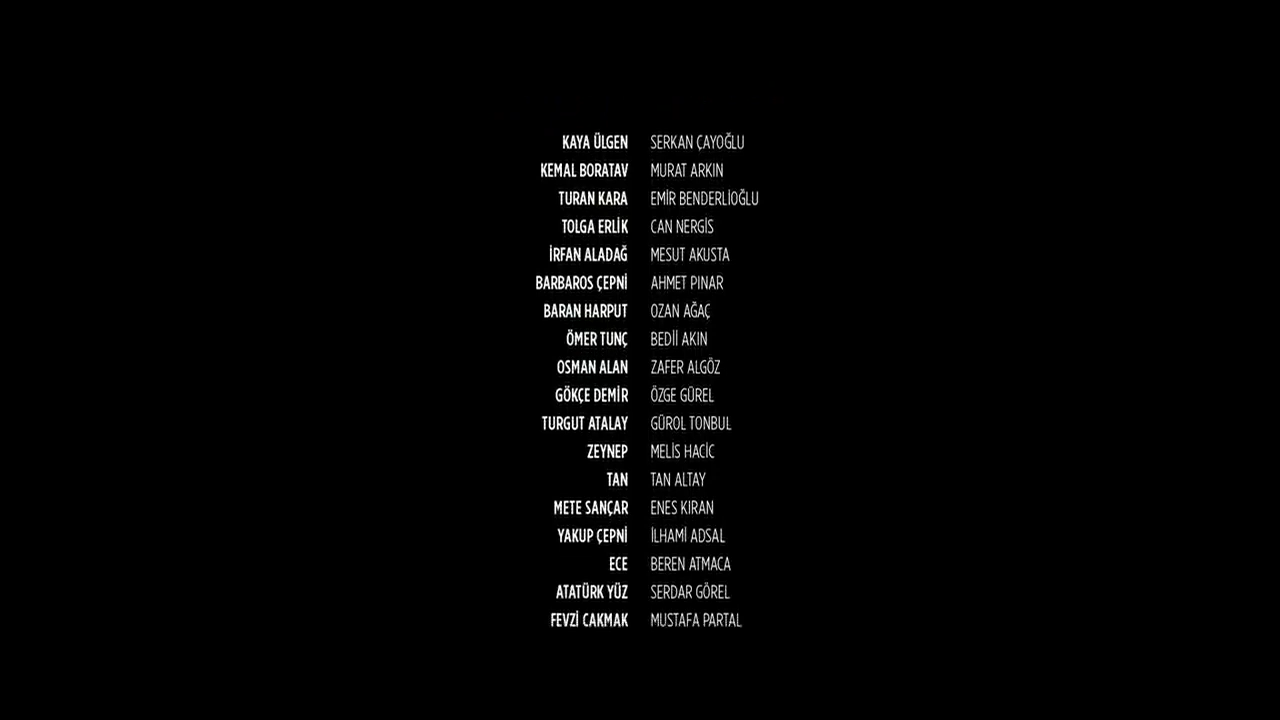 KAYA ÜLGEN SERKAN ÇAYOĞLU
KEMAL BORATAV MURAT ARKIN
TURAN KARA EMİR BENDERLİOĞLU
TOLGA ERLİK CAN NERGİS
İRFAN ALADAĞ MESUT AKUSTA
BARBAROS ÇEPNİ AHMET PINAR
BARAN HARPUT OZAN AĞAÇ
ÖMER TUNÇ BEDİİ AKIN
OSMAN ALAN ZAFER ALGÖZ
GÖKÇE DEMİR ÖZGE GÜREL
TURGUT ATALAY GÜROL TONBUL
ZEYNEP MELİS HACİC
TAN TAN ALTAY
METE SANÇAR ENES KIRAN
YAKUP ÇEPNİ İLHAMİ ADSAL
ECE BEREN ATMACA
ATATÜRK YÜZ SERDAR GÖREL
FEVZİ CAKMAK MUSTAFA PARTAL